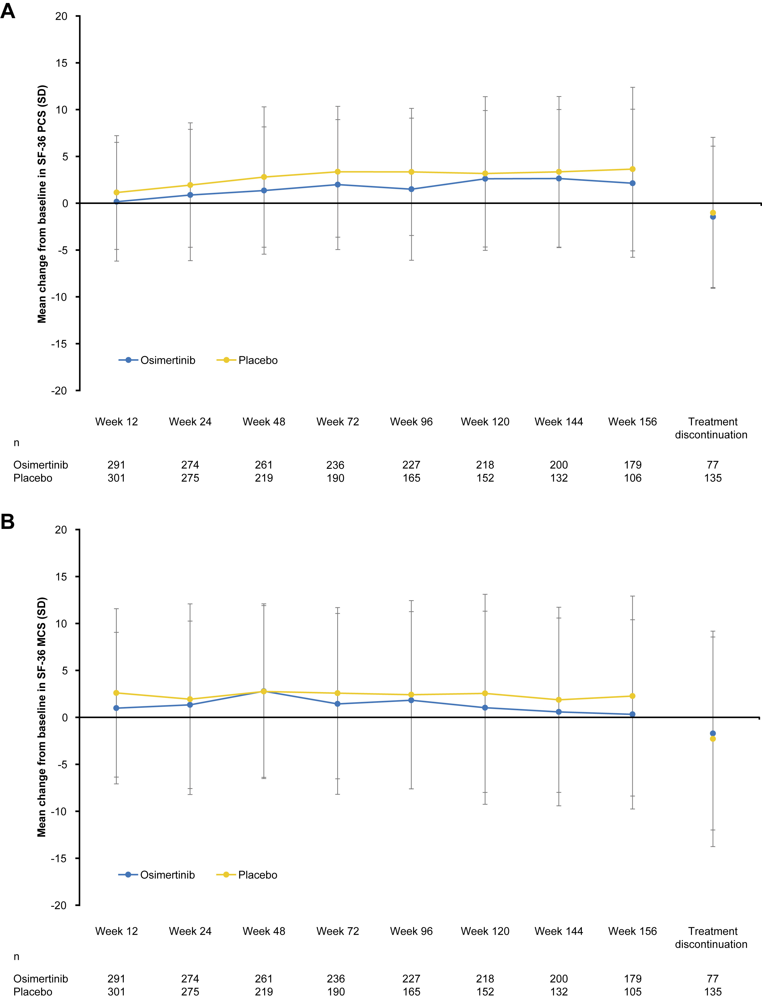 A
20
15
10
5
0
-5
-10
-15
-20
Mean change from baseline in SF-36 PCS (SD)
Osimertinib Placebo
Week 12 Week 24 Week 48 Week 72 Week 96 Week 120 Week 144 Week 156 Treatment
discontinuation
n
Osimertinib 291 274 261 236 227 218 200 179 77
Placebo 301 275 219 190 165 152 132 106 135
B
20
15
10
5
0
-5
-10
-15
-20
Mean change from baseline in SF-36 MCS (SD)
Osimertinib Placebo
Week 12 Week 24 Week 48 Week 72 Week 96 Week 120 Week 144 Week 156 Treatment
discontinuation
n
Osimertinib 291 274 261 236 227 218 200 179 77
Placebo 301 275 219 190 165 152 132 105 135